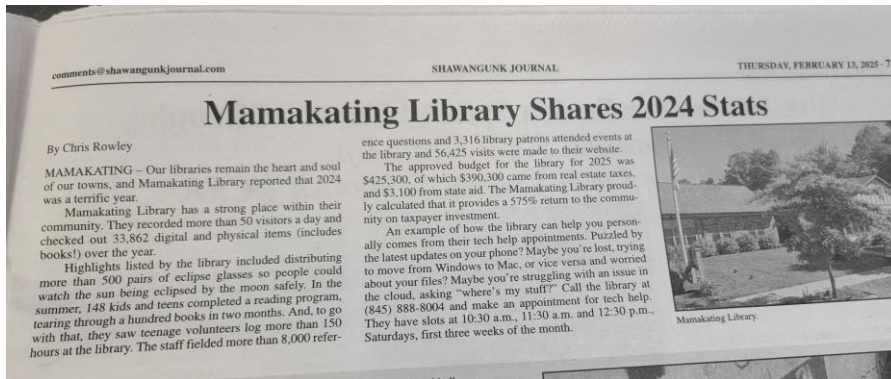 comments@shawangunkjournal.com
SHAWANGUNK JOURNAL
THURSDAY, FEBRUARY 13, 2025 - 7
Mamakating Library Shares 2024 Stats
By Chris Rowley
MAMAKATING – Our libraries remain the heart and soul
of our towns, and Mamakating Library reported that 2024
was a terrific year.
Mamakating Library has a strong place within their
community. They recorded more than 50 visitors a day and
checked out 33,862 digital and physical items (includes
books!) over the year.
Highlights listed by the library included distributing
more than 500 pairs of eclipse glasses so people could
watch the sun being eclipsed by the moon safely. In the
summer, 148 kids and teens completed a reading program,
tearing through a hundred books in two months. And, to go
with that, they saw teenage volunteers log more than 150
hours at the library. The staff fielded more than 8,000 refer-
ence questions and 3,316 library patrons attended events at
the library and 56,425 visits were made to their website.
The approved budget for the library for 2025 was
$425,300, of which $390,300 came from real estate taxes,
and $3,100 from state aid. The Mamakating Library proud-
ly calculated that it provides a 575% return to the commu-
nity on taxpayer investment.
An example of how the library can help you person-
ally comes from their tech help appointments. Puzzled by
the latest updates on your phone? Maybe you're lost, trying
to move from Windows to Mac, or vice versa and worried
about your files? Maybe you're struggling with an issue in
the cloud, asking "where's my stuff?" Call the library at
(845) 888-8004 and make an appointment for tech help.
They have slots at 10:30 a.m., 11:30 a.m. and 12:30 p.m.,
Saturdays, first three weeks of the month.
Mamakating Library.